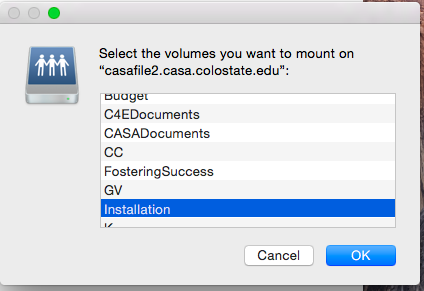 Select the volumes you want to mount on
“casafile2.casa.colostate.edu”:
Budget
C4EDocuments
CASADocuments
CC
FosteringSuccess
GV
Installation
Cancel
OK